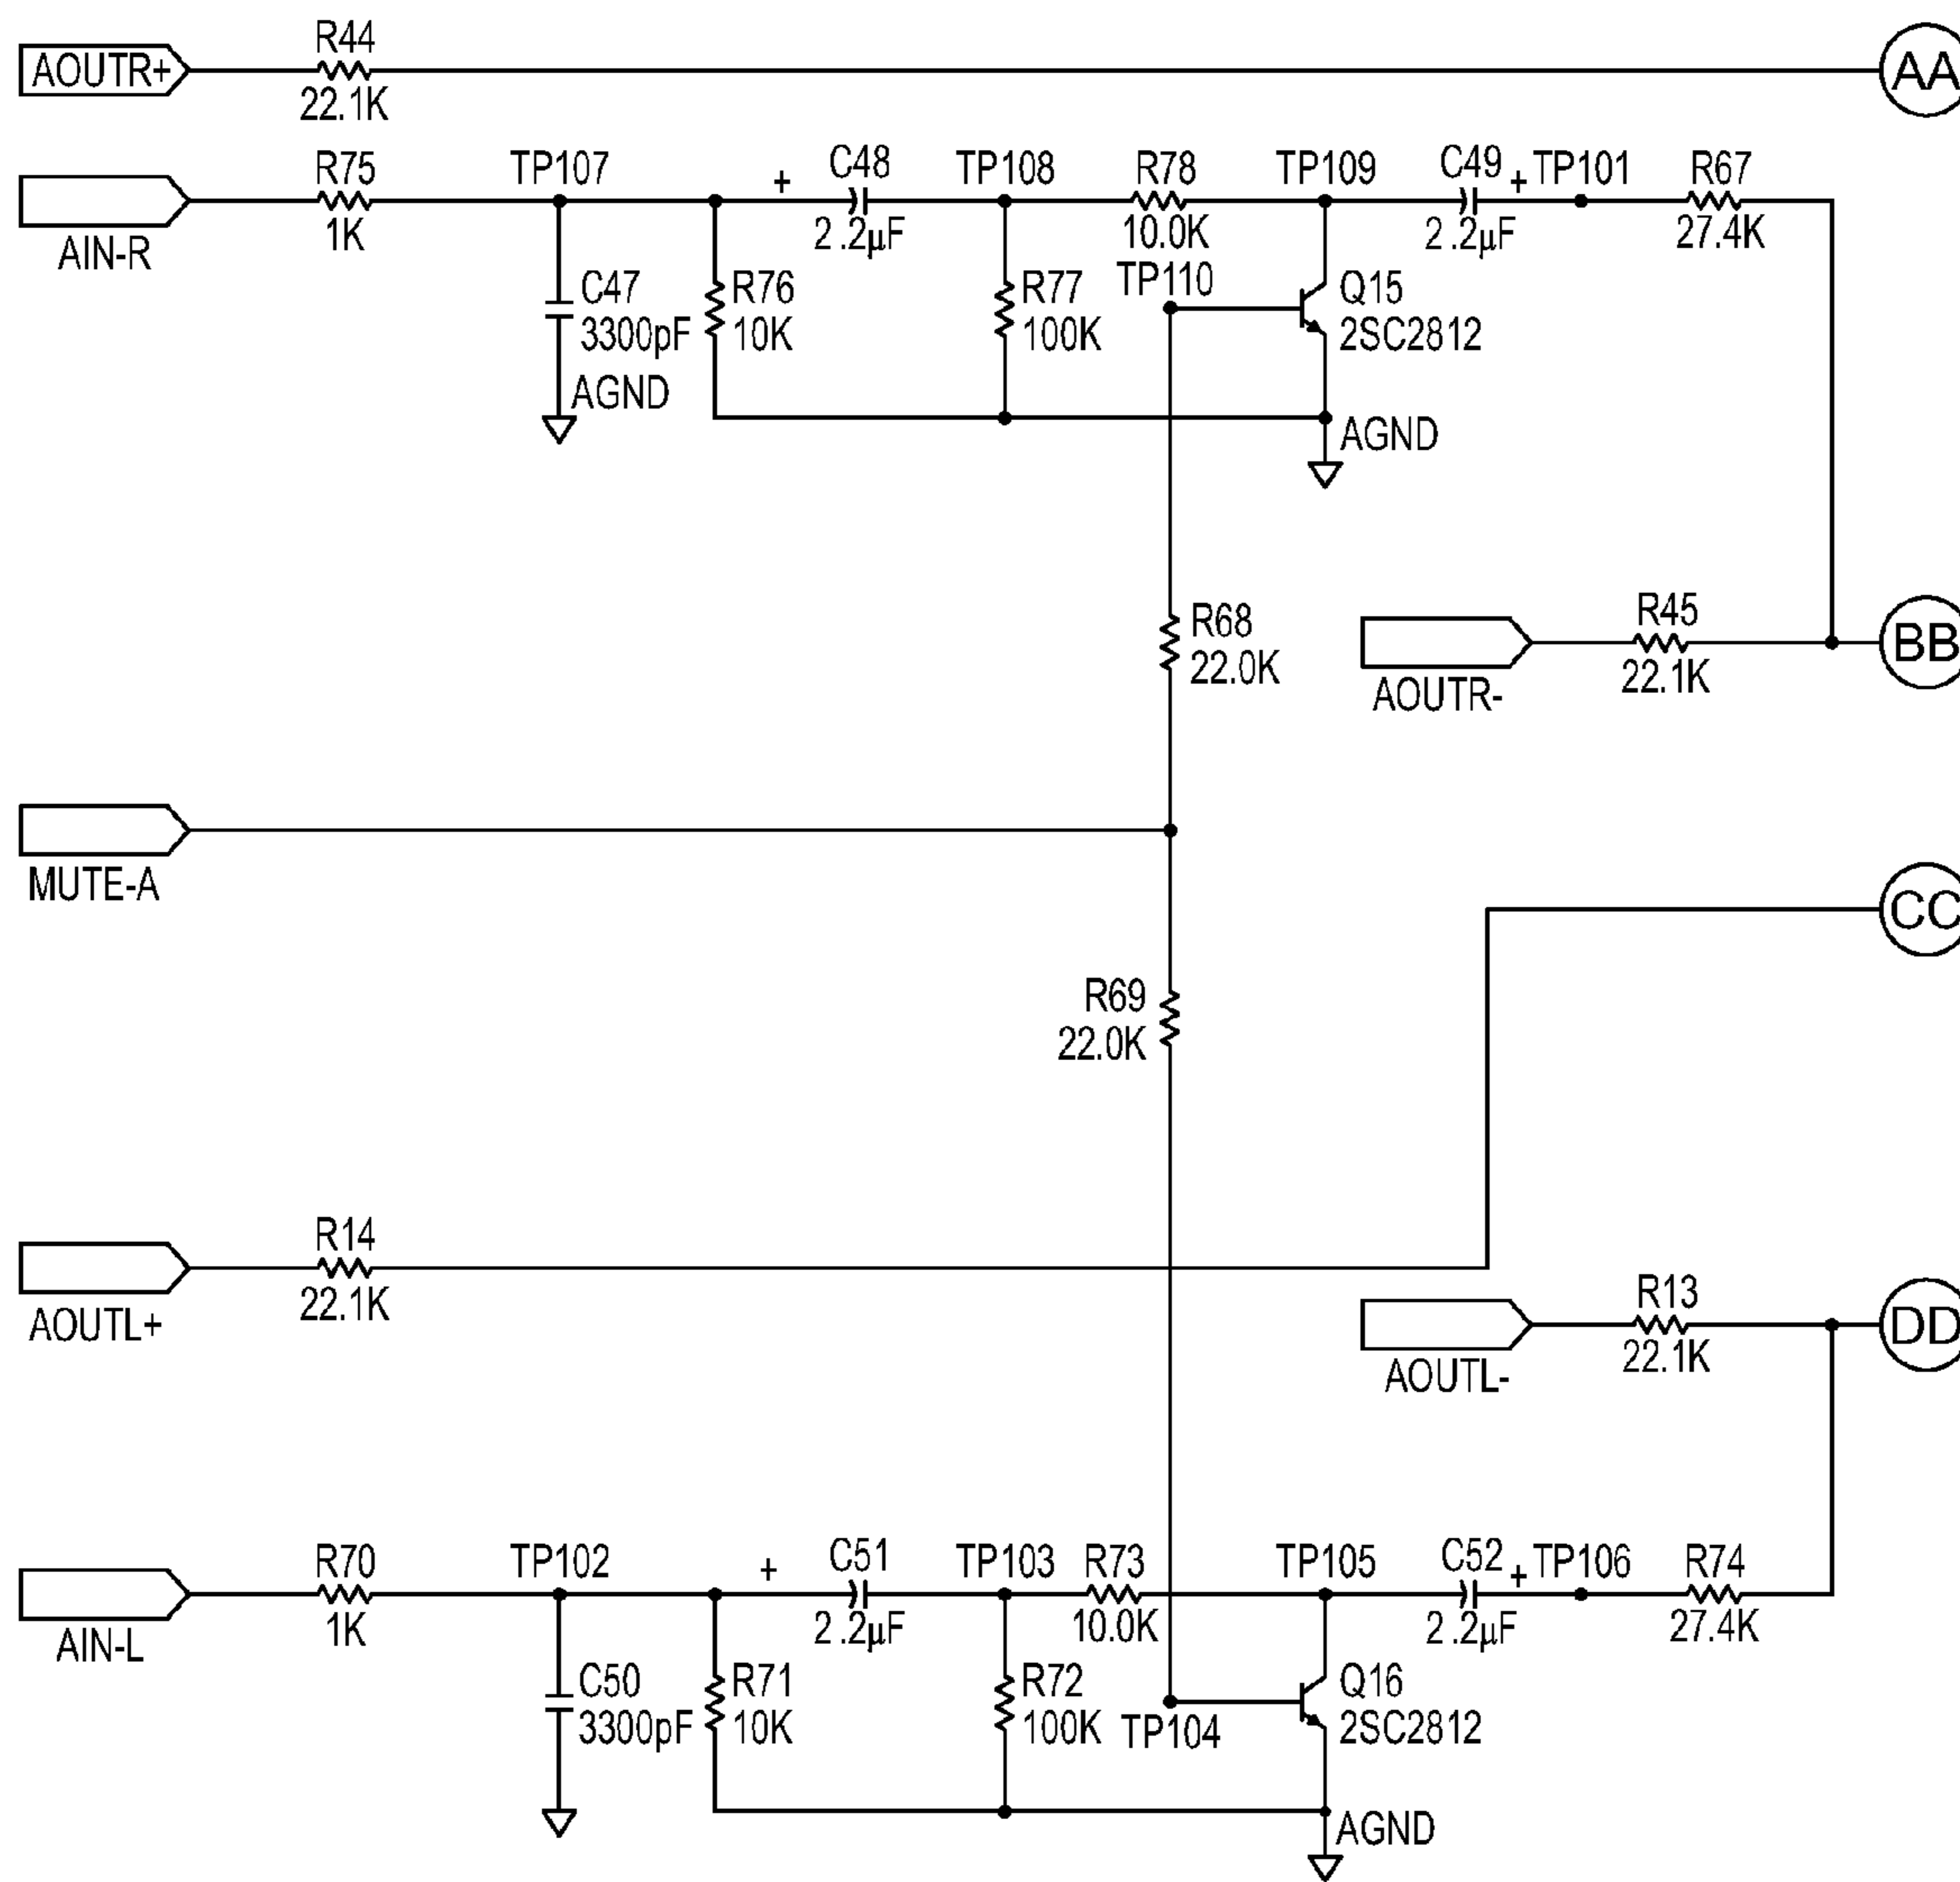 R44
AOUTR+
22.1K
AA
R75
TP107
+
C48
TP108
R78
TP109
C49
+
TP101
R67
1K
2.2µF
10.0K
2.2µF
27.4K
AIN-R
TP110
C47
3300pF
R76
10K
R77
100K
Q15
2SC2812
AGND
AGND
R68
22.0K
R45
22.1K
BB
AOUTR-
MUTE-A
CC
R69
22.0K
R14
22.1K
AOUTL+
R13
22.1K
DD
AOUTL-
R70
TP102
+
C51
TP103
R73
TP105
C52
+
TP106
R74
1K
2.2µF
10.0K
2.2µF
27.4K
AIN-L
C50
3300pF
R71
10K
R72
100K
TP104
Q16
2SC2812
AGND